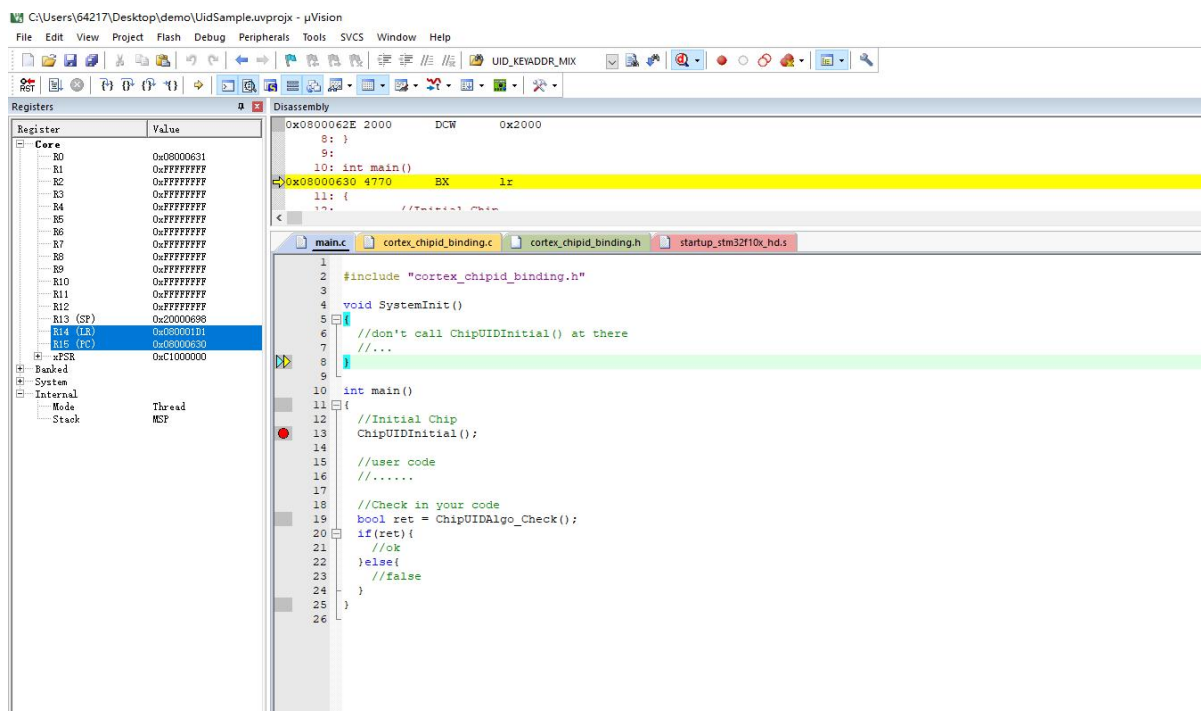 C:\Users\64217\Desktop\demo\UidSample.uvprojx - µVision
File Edit View Project Flash Debug Peripherals Tools SVCS Window Help
UID_KEYADDR_MIX
RST
Registers
Register Value
Core
R0 0x08000631
R1 0xFFFFFFFF
R2 0xFFFFFFFF
R3 0xFFFFFFFF
R4 0xFFFFFFFF
R5 0xFFFFFFFF
R6 0xFFFFFFFF
R7 0xFFFFFFFF
R8 0xFFFFFFFF
R9 0xFFFFFFFF
R10 0xFFFFFFFF
R11 0xFFFFFFFF
R12 0xFFFFFFFF
R13 (SP) 0x20000698
R14 (LR) 0x080001D1
R15 (PC) 0x08000630
xPSR 0xC1000000
Banked
System
Internal
Mode Thread
Stack MSP
Disassembly
0x0800062E 2000 DCW 0x2000
8: }
9:
10: int main()
0x08000630 4770 BX lr
11: {
12: //Initial Chip
main.c cortex_chipid_binding.c cortex_chipid_binding.h startup_stm32f10x_hd.s
1
2 #include "cortex_chipid_binding.h"
3
4 void SystemInit()
5 {
6 //don't call ChipUIDInitial() at there
7 //...
8 }
9
10 int main()
11 {
12 //Initial Chip
13 ChipUIDInitial();
14
15 //user code
16 //......
17
18 //Check in your code
19 bool ret = ChipUIDAlgo_Check();
20 if(ret){
21 //ok
22 }else{
23 //false
24 }
25 }
26